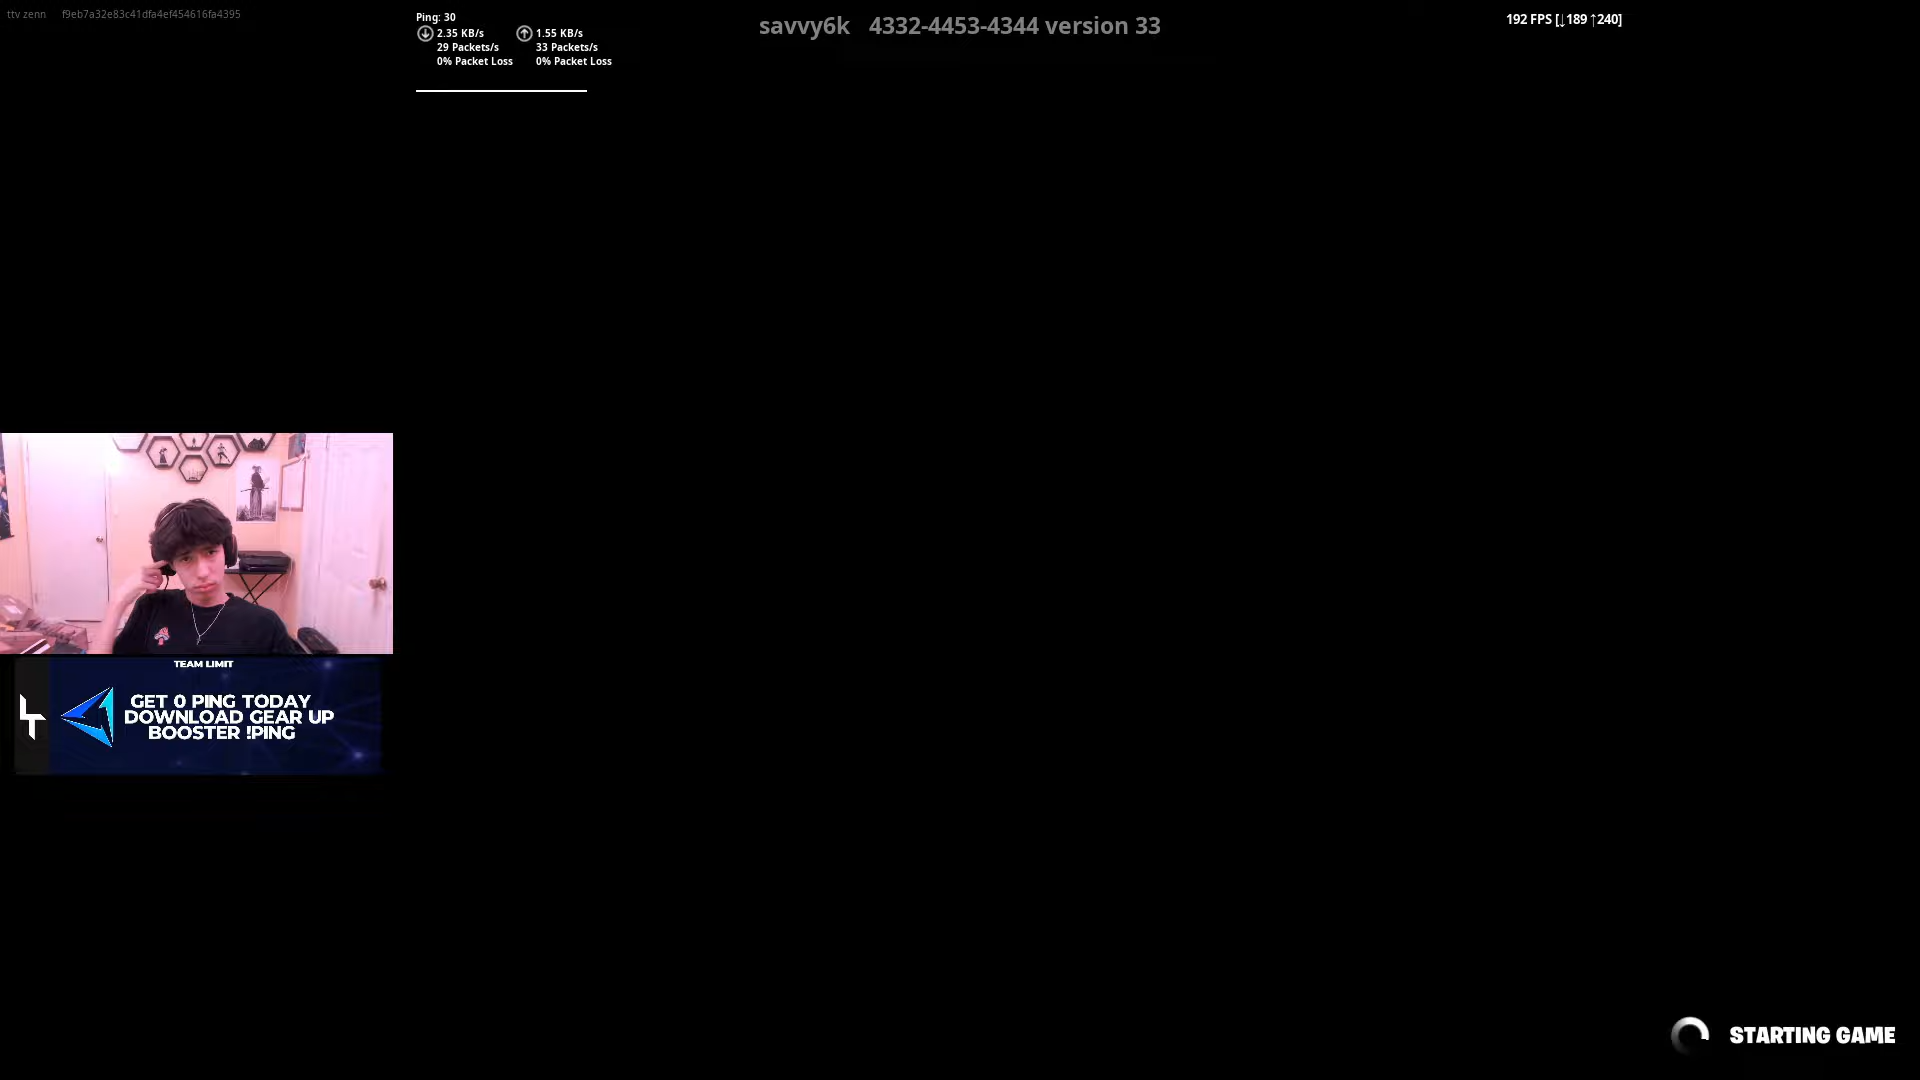 ttv zenn f9eb7a32e83c41dfa4ef454616fa4395
Ping: 30
2.35 KB/s 1.55 KB/s
29 Packets/s 33 Packets/s
0% Packet Loss 0% Packet Loss
savvy6k 4332-4453-4344 version 33
192 FPS [↓189 ↑240]
TEAM LIMIT
GET 0 PING TODAY
DOWNLOAD GEAR UP
BOOSTER !PING
STARTING GAME